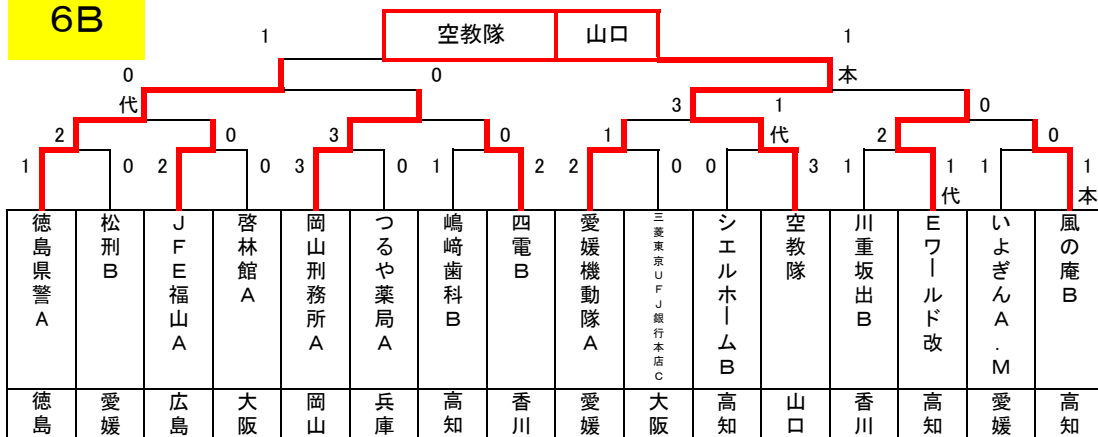 6B
空教隊 山口
1 1
0 0 本
代 3 1 0
2 0 3 0 1 代 2 0
1 0 2 0 3 0 1 2 2 0 0 3 1 1 1 1
代 本
徳島県警A
松刑B
JFE福山A
啓林館A
岡山刑務所A
つるや薬局A
嶋﨑歯科B
四電B
愛媛機動隊A
三菱東京UFJ銀行本店C
シエルホームB
空教隊
川重坂出B
Eワールド改
いよぎんA.M
風の庵B
徳島 愛媛 広島 大阪 岡山 兵庫 高知 香川 愛媛 大阪 高知 山口 香川 高知 愛媛 高知